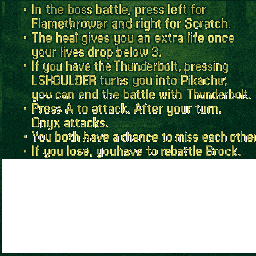 • In the boss battle, press left for
Flamethrower and right for Scratch.
• The heal gives you an extra life once
your lives drop below 3.
• If you have the Thunderbolt, pressing
LSHOULDER turns you into Pikachu,
you can end the battle with Thunderbolt.
• Press A to attack. After your turn.
Onyx attacks.
• You both have a chance to miss each other
• If you lose, youhave to rebattle Brock.